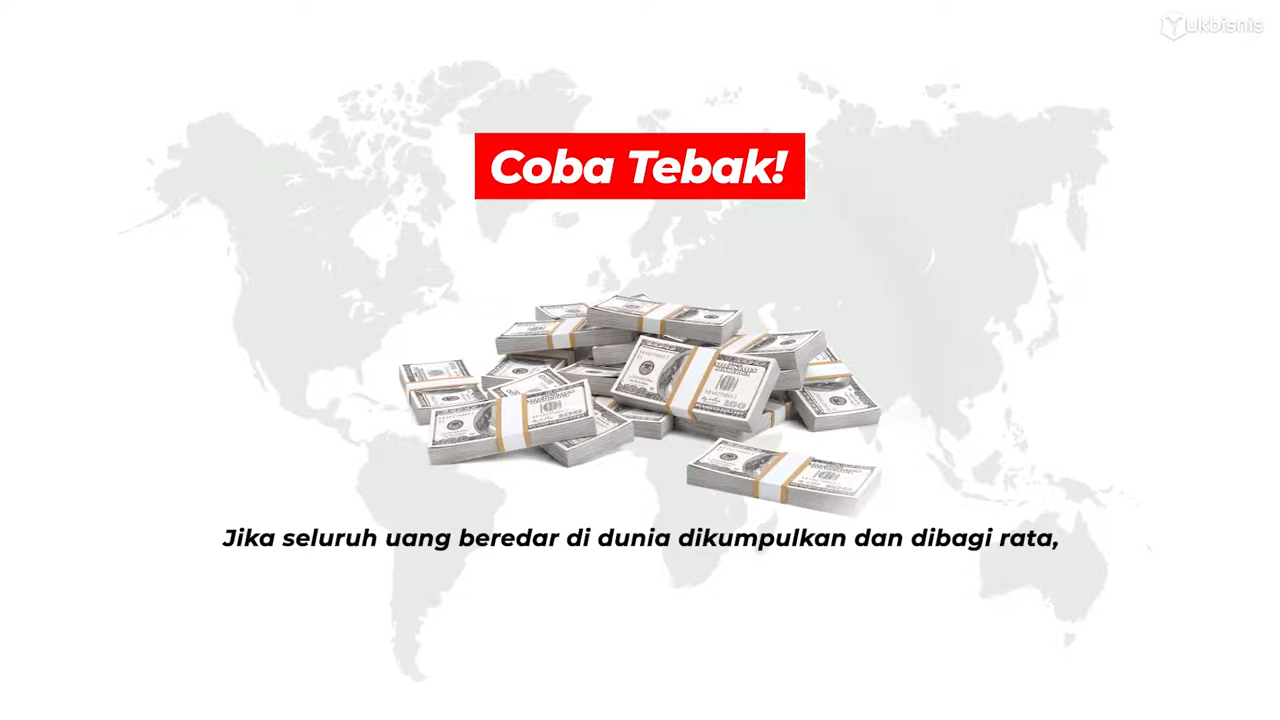 Yukbisnis
Coba Tebak!
Jika seluruh uang beredar di dunia dikumpulkan dan dibagi rata,